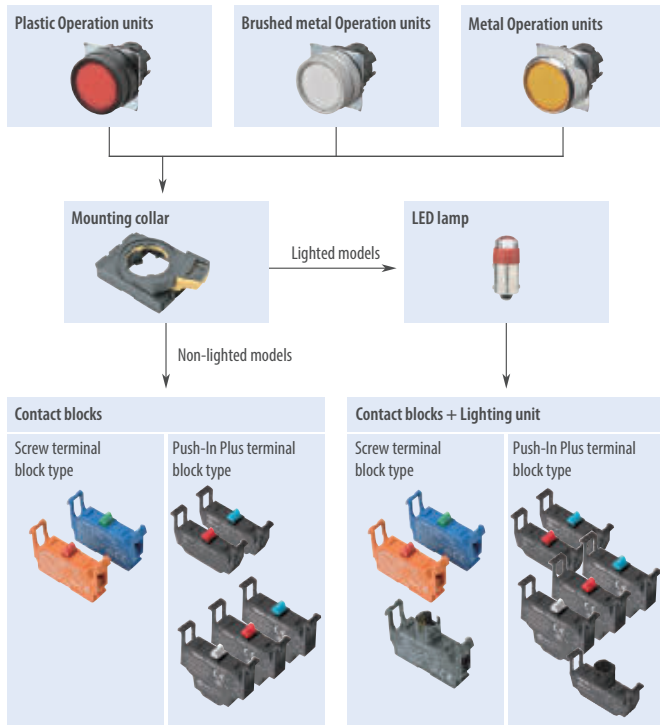 Plastic Operation units
Brushed metal Operation units
Metal Operation units
Mounting collar
LED lamp
Lighted models
Non-lighted models
Contact blocks
Contact blocks + Lighting unit
Screw terminal
block type
Push-In Plus terminal
block type
Screw terminal
block type
Push-In Plus terminal
block type